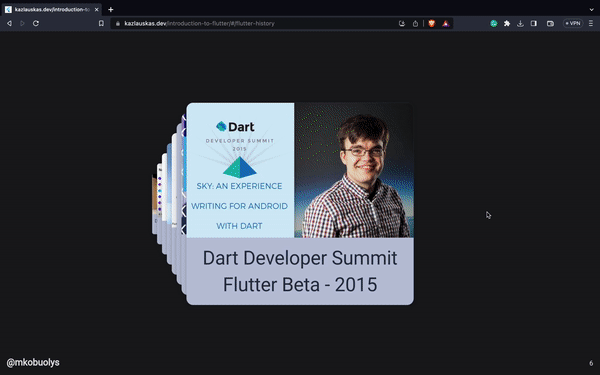 kazlauskas.dev/introduction-to-
kazlauskas.dev/introduction-to-flutter/#/flutter-history
VPN
Dart
DEVELOPER SUMMIT
2015
SKY: AN EXPERIENCE
WRITING FOR ANDROID
WITH DART
Dart Developer Summit
Flutter Beta - 2015
@mkobuolys
6